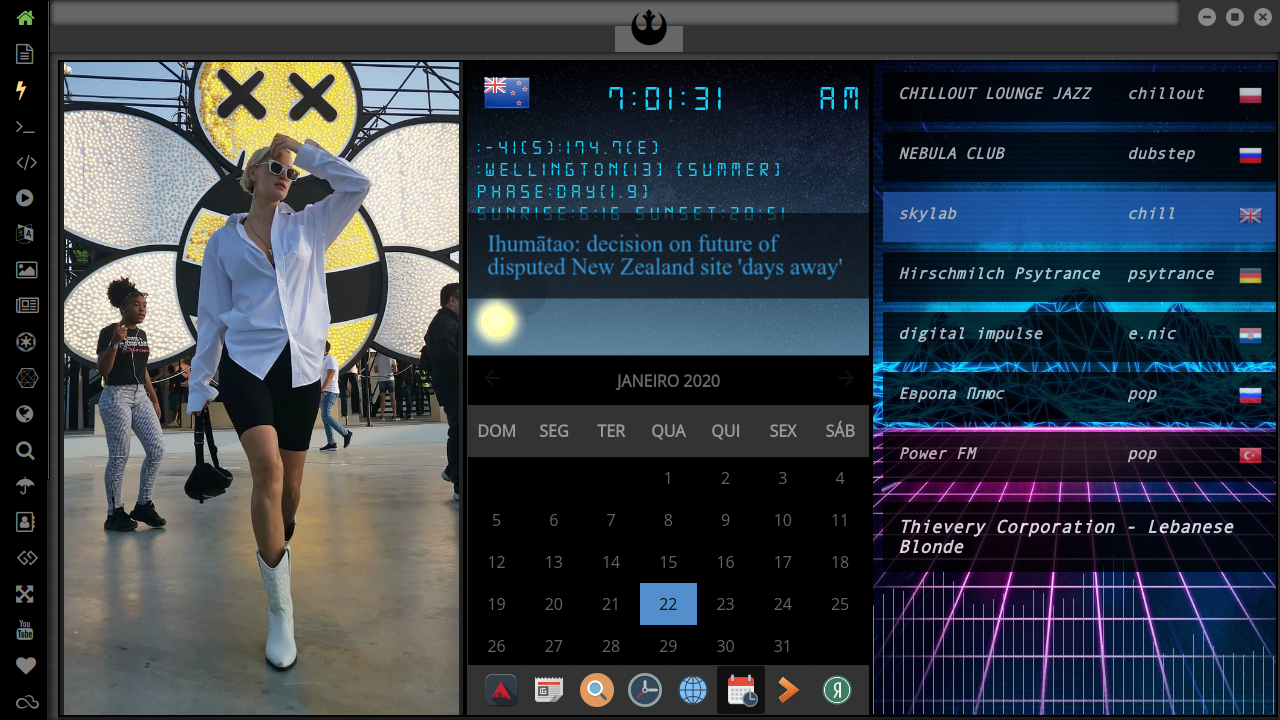 7:01:31 AM
:-41(S):174.7(E)
:WELLINGTON(13) (SUMMER)
PHASE:DAY(1.9)
SUNRISE:6:16 SUNSET:20:51
Ihumātao: decision on future of
disputed New Zealand site 'days away'
JANEIRO 2020
DOM SEG TER QUA QUI SEX SÁB
1 2 3 4
5 6 7 8 9 10 11
12 13 14 15 16 17 18
19 20 21 22 23 24 25
26 27 28 29 30 31
CHILLOUT LOUNGE JAZZ chillout
NEBULA CLUB dubstep
skylab chill
Hirschmilch Psytrance psytrance
digital impulse e.nic
Европа Плюс pop
Power FM pop
Thievery Corporation - Lebanese
Blonde
You
Tube
Я